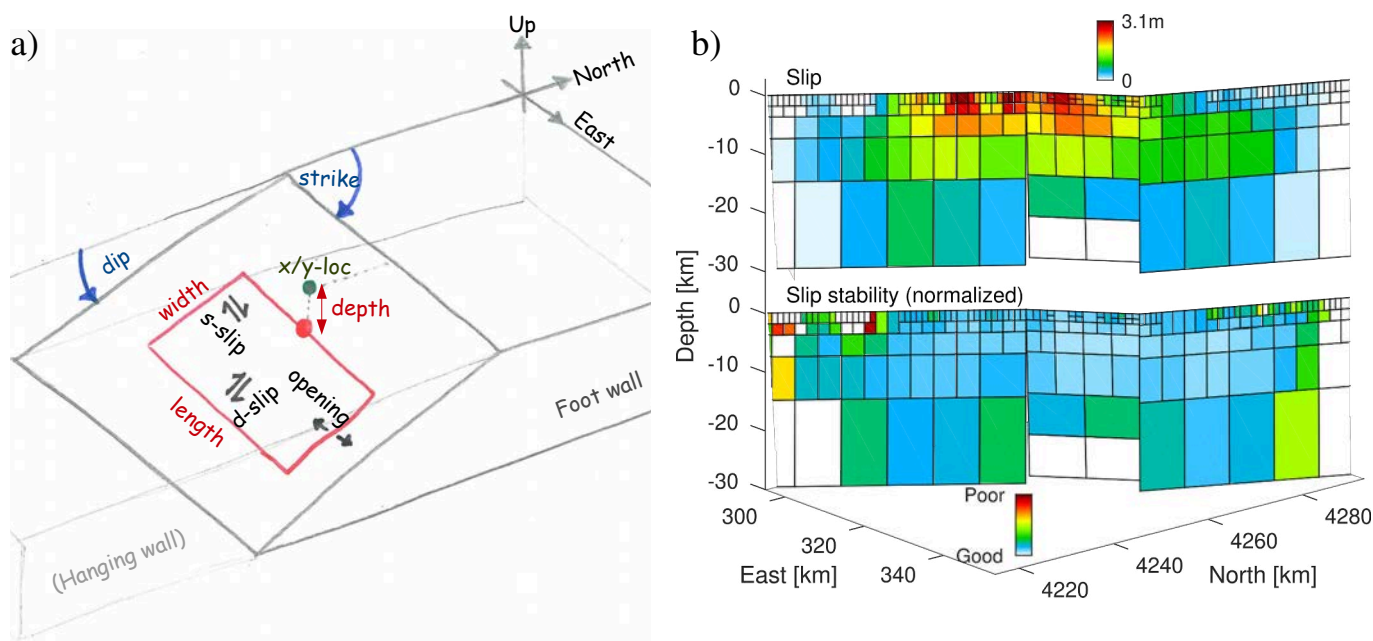 a)
Up
North
East
strike
dip
x/y-loc
width
depth
s-slip
d-slip
opening
length
Foot wall
(Hanging wall)
b)
3.1m
0
Slip
0
-10
-20
-30
Slip stability (normalized)
0
-10
-20
-30
Depth [km]
Poor
Good
300
320
340
East [km]
4220
4240
4260
4280
North [km]